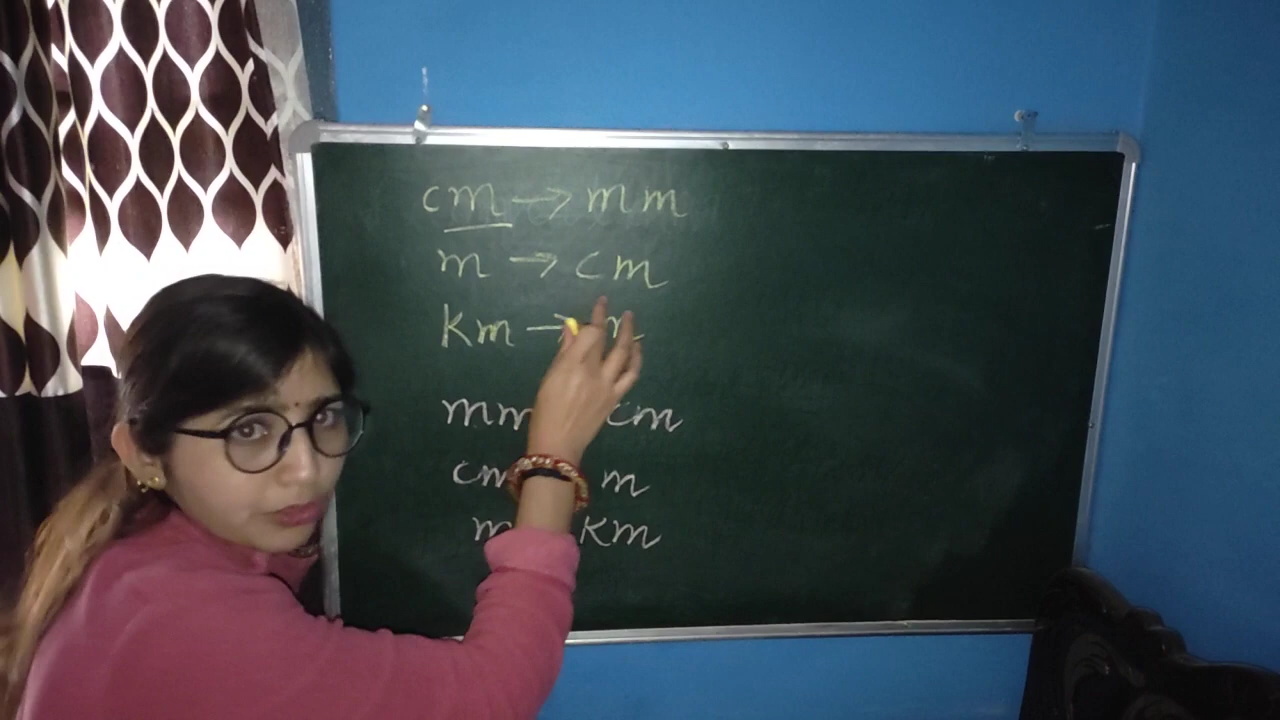 cm → mm
m → cm
km → m
mm cm
cm m
m km